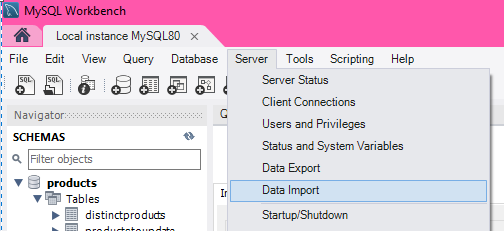 MySQL Workbench
Local instance MySQL80
File Edit View Query Database Server Tools Scripting Help
Server Status
Client Connections
Users and Privileges
Status and System Variables
Data Export
Data Import
Startup/Shutdown
SQL SQL
Navigator
SCHEMAS
Filter objects
products
Tables
distinctproducts